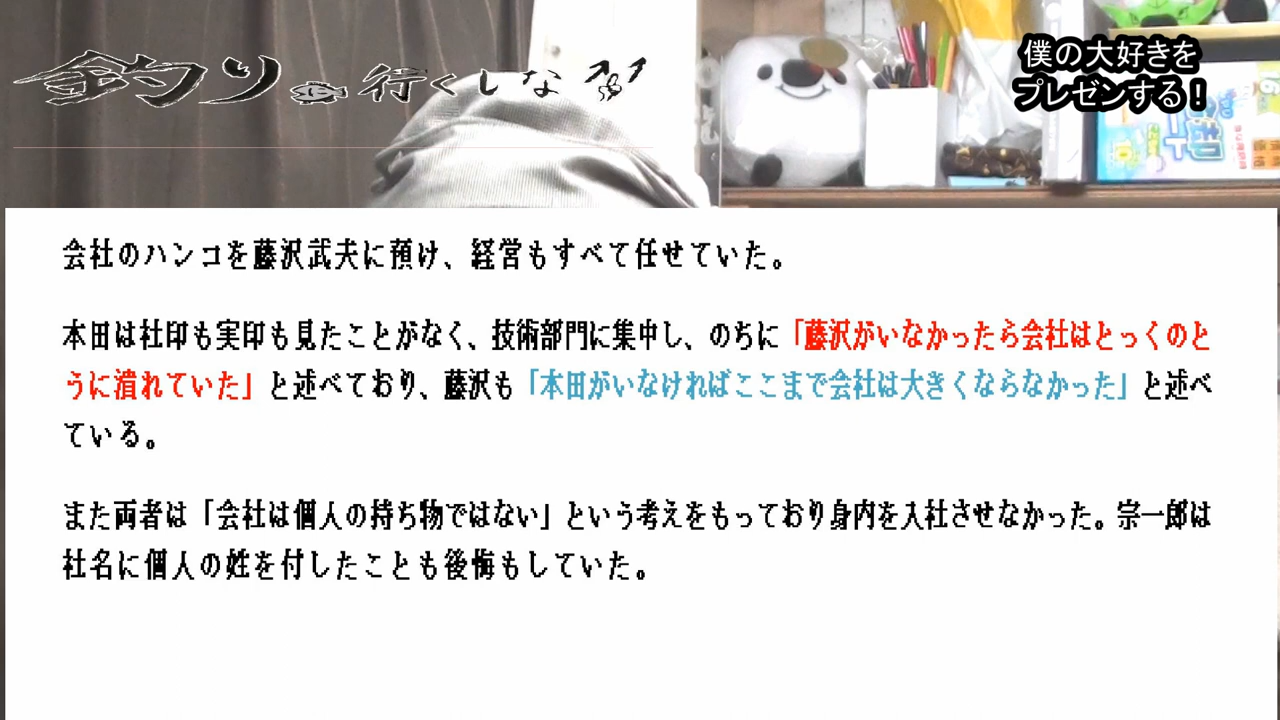 釣りに行くしな
僕の大好きを
プレゼンする!
会社のハンコを藤沢武夫に預け、経営もすべて任せていた。
本田は社印も実印も見たことがなく、技術部門に集中し、のちに「藤沢がいなかったら会社はとっくのと
うに潰れていた」と述べており、藤沢も「本田がいなければここまで会社は大きくならなかった」と述べ
ている。
また両者は「会社は個人の持ち物ではない」という考えをもっており身内を入社させなかった。宗一郎は
社名に個人の姓を付したことも後悔もしていた。